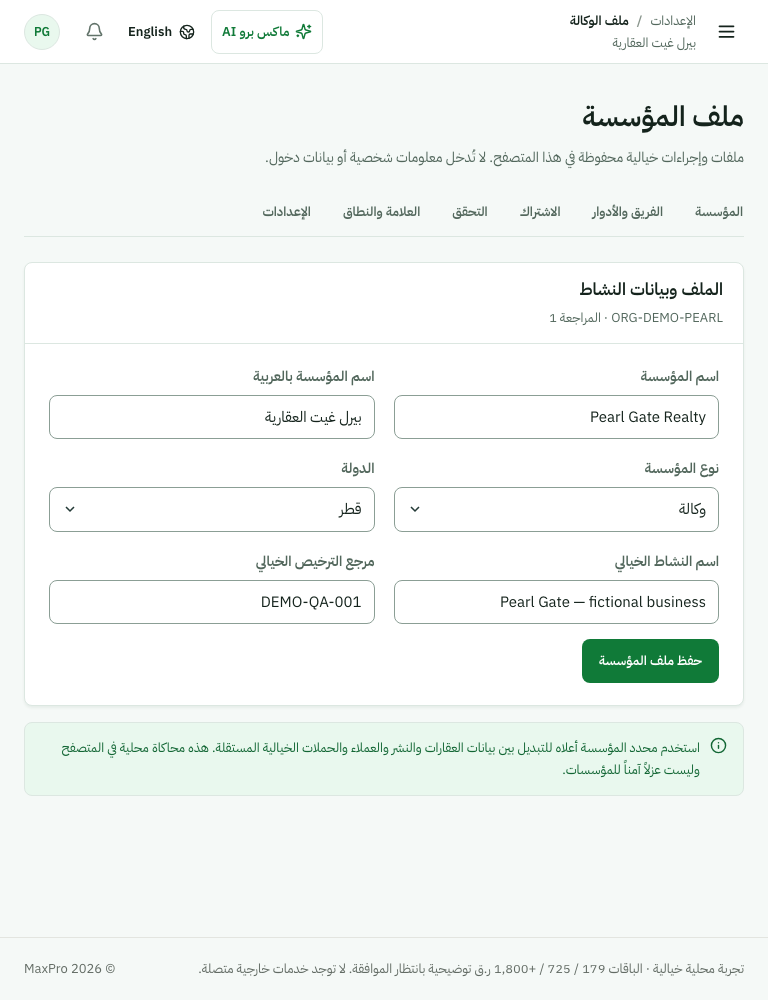 الإعدادات / ملف الوكالة
بيرل غيت العقارية
ماكس برو AI
English
PG
ملف المؤسسة
ملفات وإجراءات خيالية محفوظة في هذا المتصفح. لا تُدخل معلومات شخصية أو بيانات دخول.
المؤسسة
الفريق والأدوار
الاشتراك
التحقق
العلامة والنطاق
الإعدادات
الملف وبيانات النشاط
ORG-DEMO-PEARL · المراجعة 1
اسم المؤسسة
Pearl Gate Realty
اسم المؤسسة بالعربية
بيرل غيت العقارية
نوع المؤسسة
وكالة
الدولة
قطر
اسم النشاط الخيالي
Pearl Gate — fictional business
مرجع الترخيص الخيالي
DEMO-QA-001
حفظ ملف المؤسسة
استخدم محدد المؤسسة أعلاه للتبديل بين بيانات العقارات والنشر والعملاء والحملات الخيالية المستقلة. هذه محاكاة محلية في المتصفح
وليست عزلاً آمناً للمؤسسات.
تجربة محلية خيالية · الباقات 179 / 725 / +1,800 ر.ق توضيحية بانتظار الموافقة. لا توجد خدمات خارجية متصلة.
© 2026 MaxPro